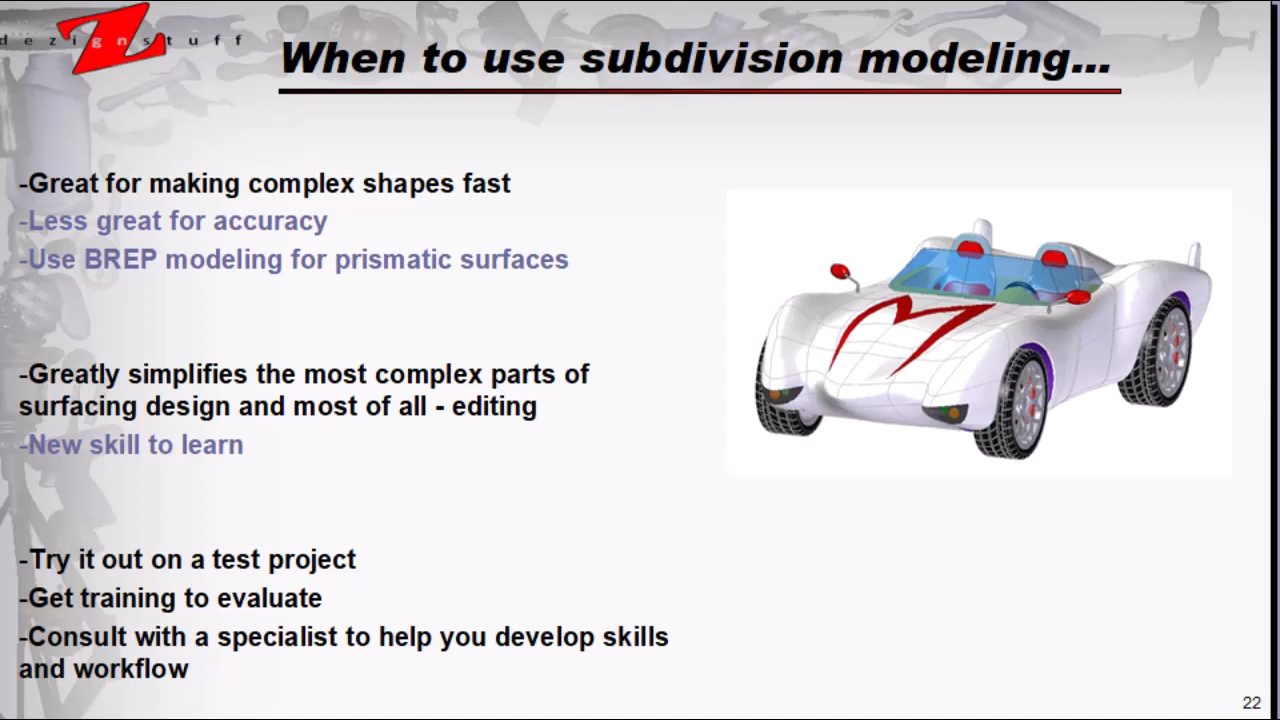 dezignstuff
When to use subdivision modeling...
-Great for making complex shapes fast
-Less great for accuracy
-Use BREP modeling for prismatic surfaces
-Greatly simplifies the most complex parts of
surfacing design and most of all - editing
-New skill to learn
-Try it out on a test project
-Get training to evaluate
-Consult with a specialist to help you develop skills
and workflow
22